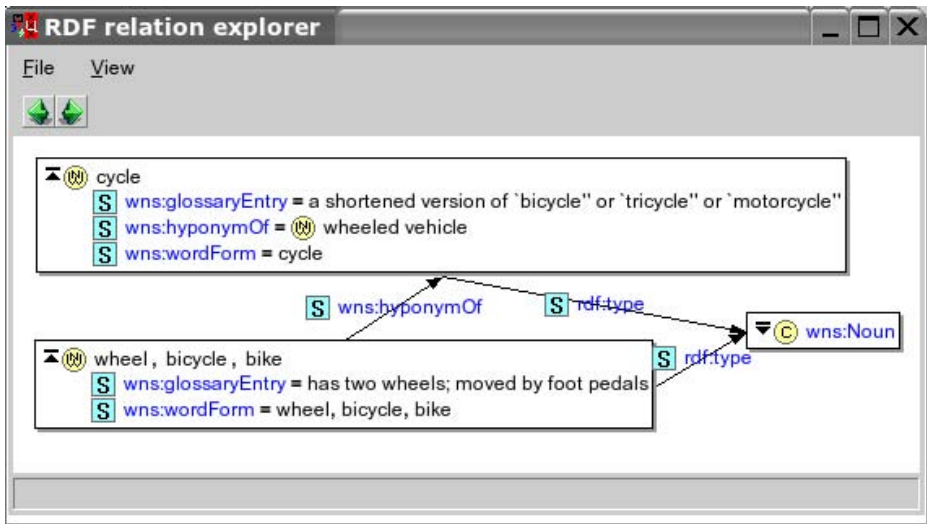 RDF relation explorer
File View
cycle
S wns:glossaryEntry = a shortened version of `bicycle'' or `tricycle'' or `motorcycle''
S wns:hyponymOf = W wheeled vehicle
S wns:wordForm = cycle
S wns:hyponymOf S rdf:type
C wns:Noun
wheel, bicycle, bike
S rdf:type
S wns:glossaryEntry = has two wheels; moved by foot pedals
S wns:wordForm = wheel, bicycle, bike